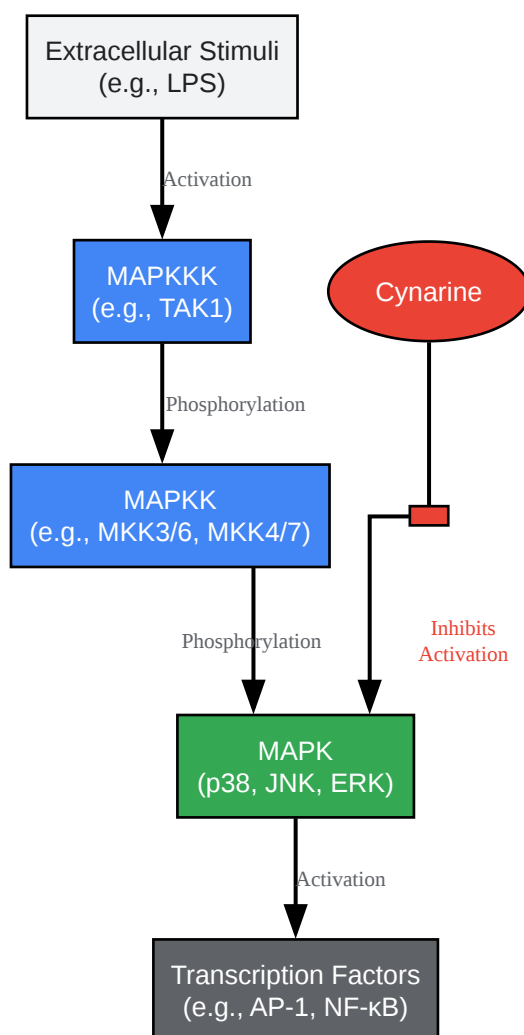 Extracellular Stimuli
(e.g., LPS)
Activation
MAPKKK
(e.g., TAK1)
Cynarine
Phosphorylation
MAPKK
(e.g., MKK3/6, MKK4/7)
Phosphorylation
Inhibits
Activation
MAPK
(p38, JNK, ERK)
Activation
Transcription Factors
(e.g., AP-1, NF-κB)